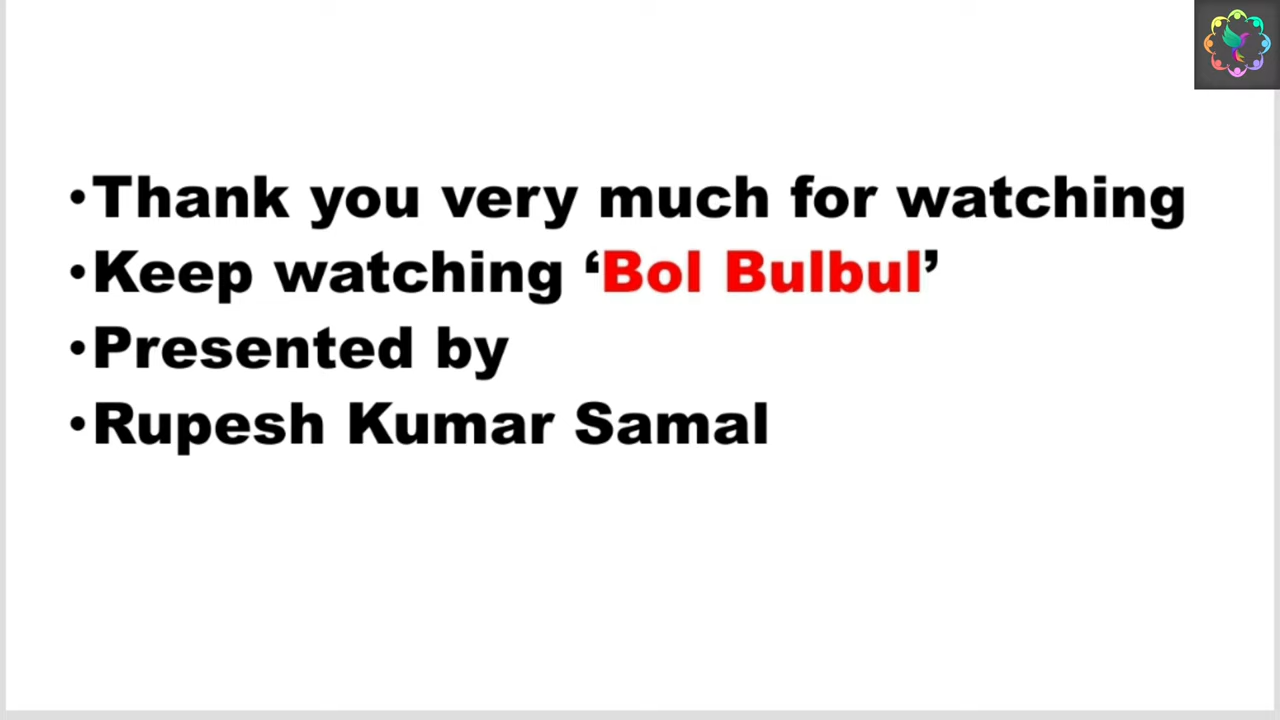 •Thank you very much for watching
•Keep watching ‘Bol Bulbul’
•Presented by
•Rupesh Kumar Samal